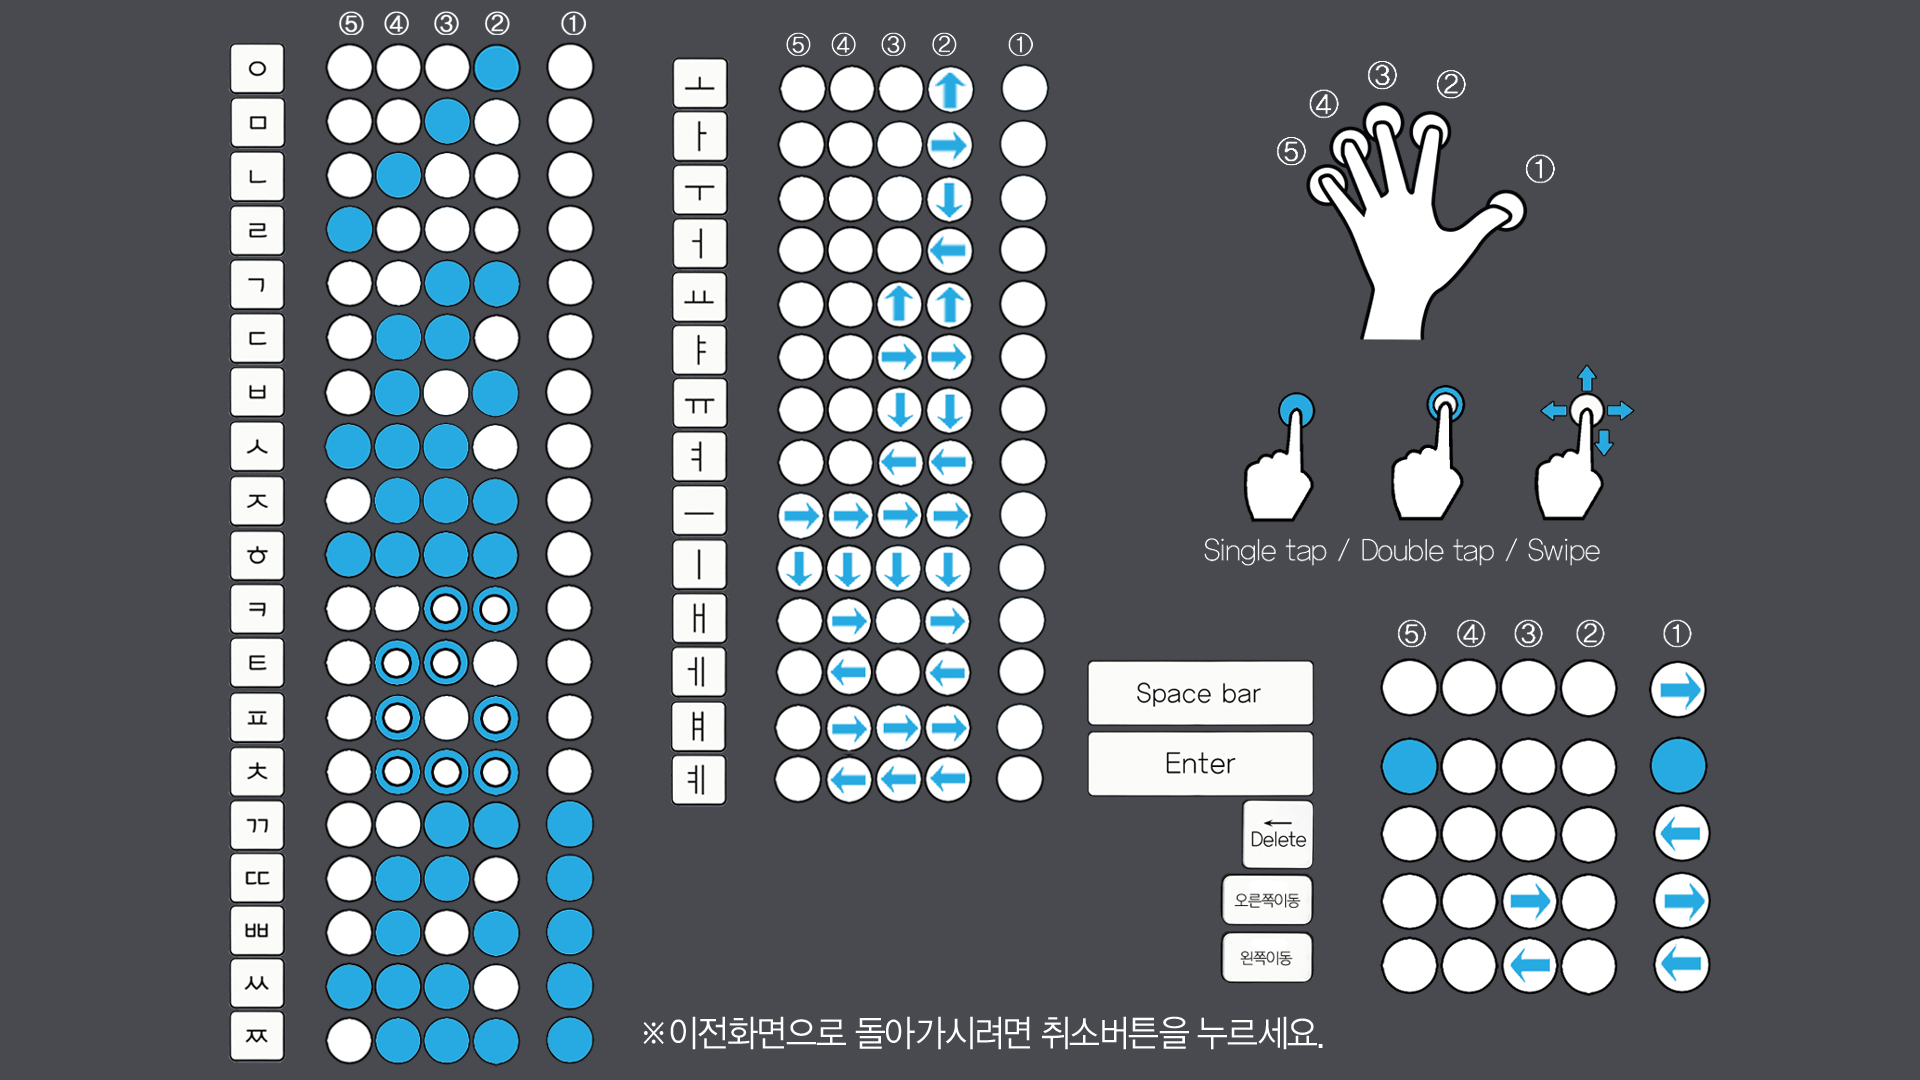 ⑤ ④ ③ ② ①
ㅇ
ㅁ
ㄴ
ㄹ
ㄱ
ㄷ
ㅂ
ㅅ
ㅈ
ㅎ
ㅋ
ㅌ
ㅍ
ㅊ
ㄲ
ㄸ
ㅃ
ㅆ
ㅉ
⑤ ④ ③ ② ①
ㅗ
ㅏ
ㅜ
ㅓ
ㅛ
ㅑ
ㅠ
ㅕ
ㅡ
ㅣ
ㅐ
ㅔ
ㅒ
ㅖ
⑤ ④ ③ ② ①
Single tap / Double tap / Swipe
⑤ ④ ③ ② ①
Space bar
Enter
Delete
오른쪽이동
왼쪽이동
※이전화면으로 돌아가시려면 취소버튼을 누르세요.